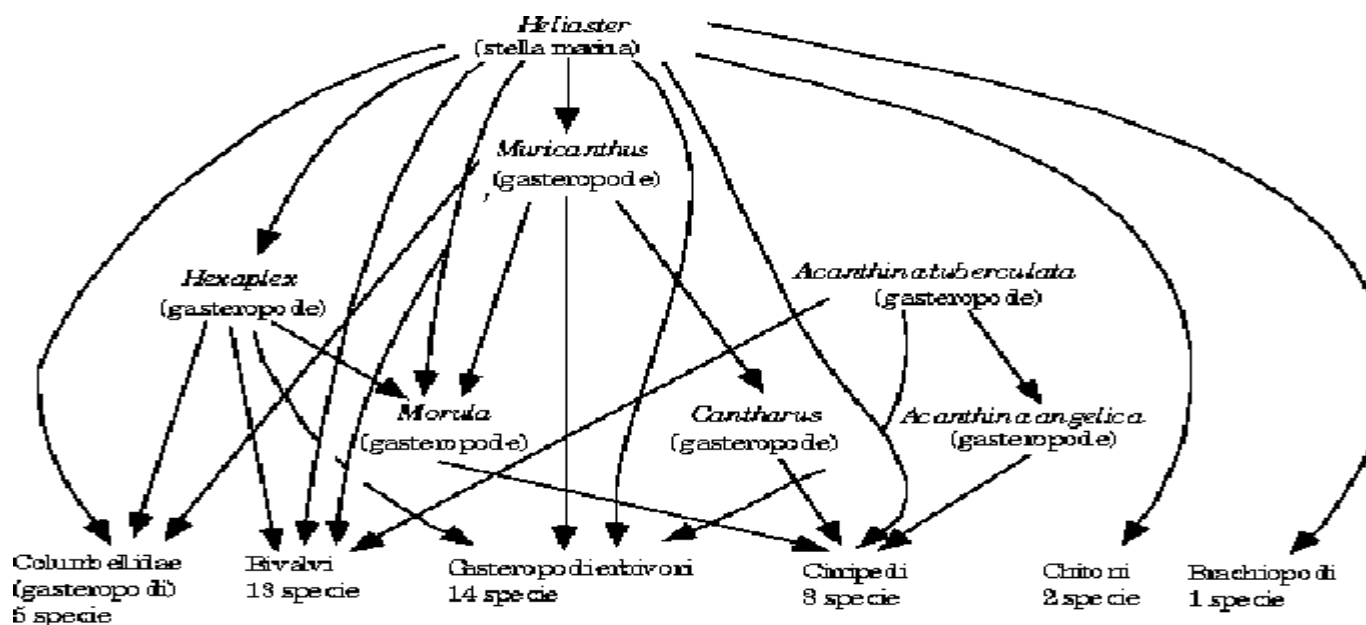 Heliaster
(stella marina)
Muricanthus
(gasteropode)
Hexaplex
(gasteropode)
Acanthina tuberculata
(gasteropode)
Morula
(gasteropode)
Cantharus
(gasteropode)
Acanthina angelica
(gasteropode)
Columbellidae
(gasteropodi)
5 specie
Bivalvi
13 specie
Gasteropodi erbivori
14 specie
Cirripedi
3 specie
Chitoni
2 specie
Brachiopodi
1 specie